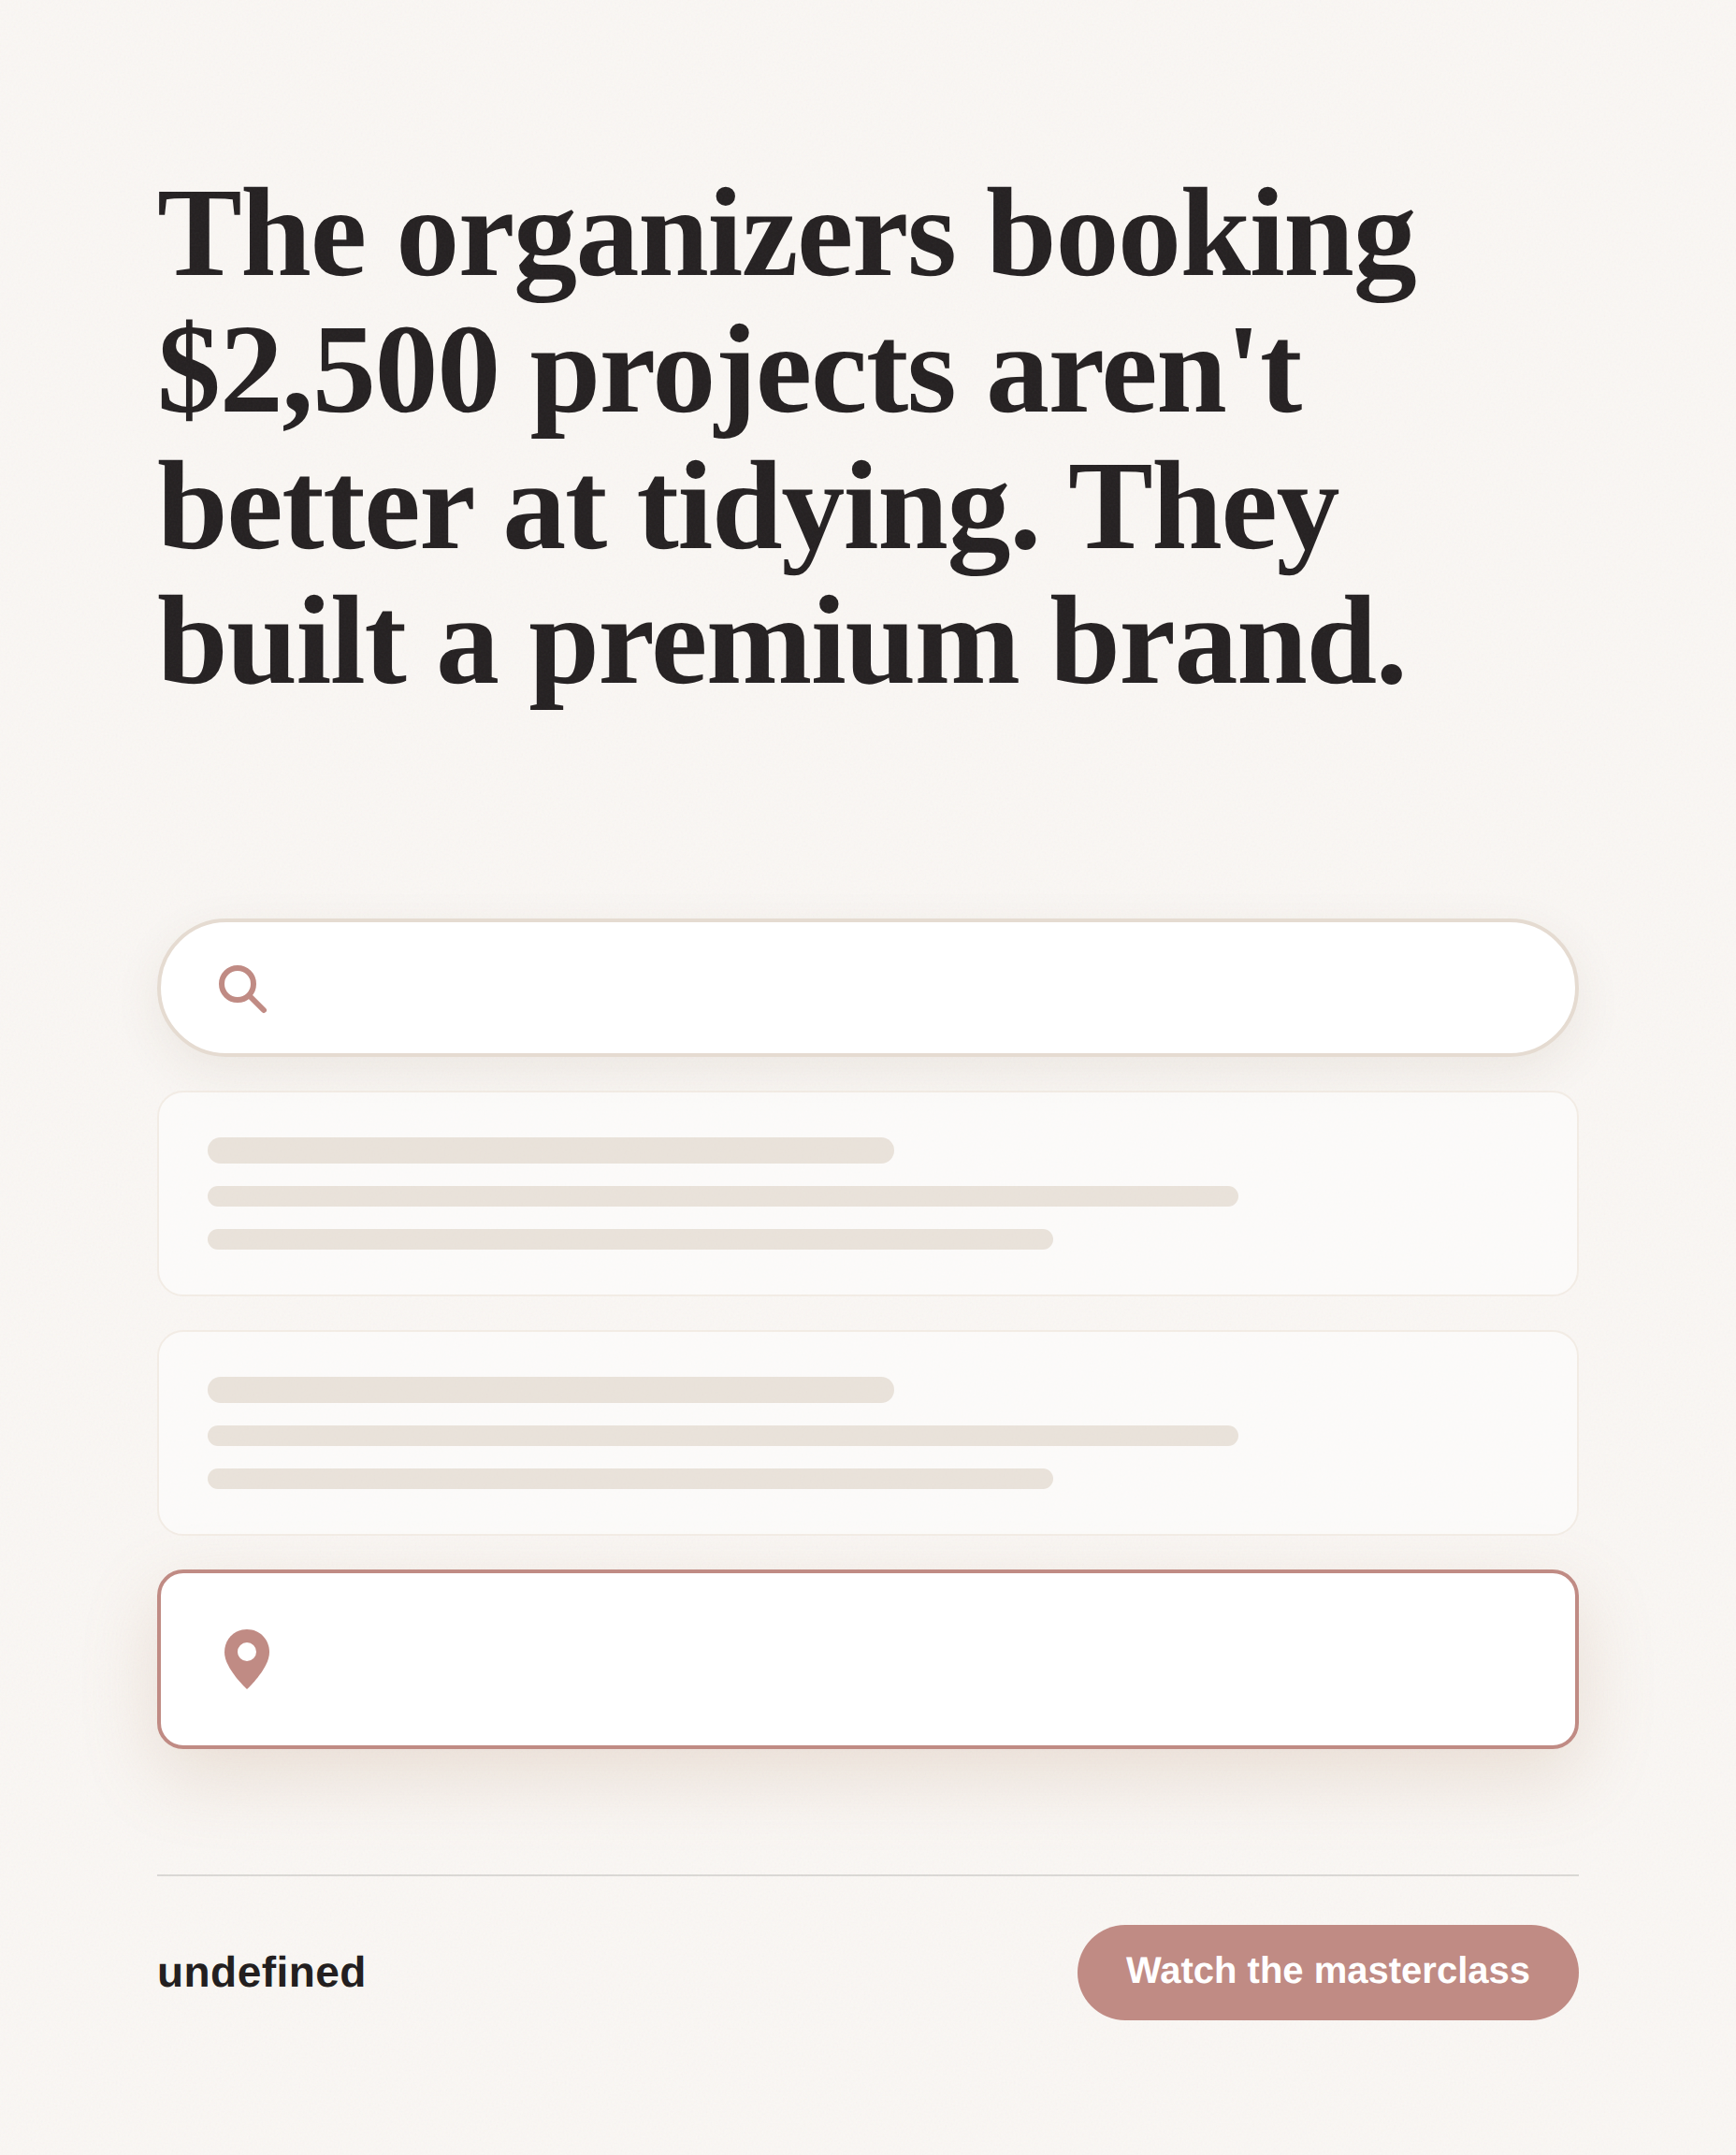 The organizers booking
$2,500 projects aren't
better at tidying. They
built a premium brand.
undefined
Watch the masterclass